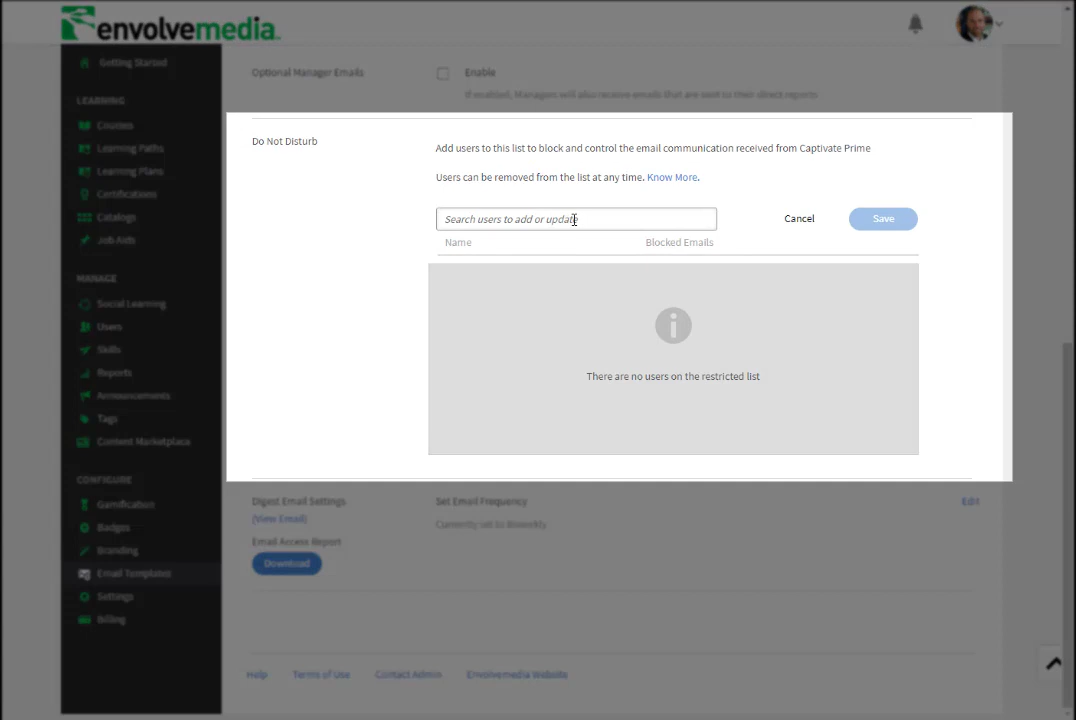 envolvemedia
Getting Started
LEARNING
Courses
Learning Paths
Learning Plans
Certifications
Catalogs
Job Aids
MANAGE
Social Learning
Users
Skills
Reports
Announcements
Tags
Content Marketplace
CONFIGURE
Gamification
Badges
Branding
Email Templates
Settings
Billing
Optional Manager Emails
Enable
If enabled, Managers will also receive emails that are sent to their direct reports
Do Not Disturb
Add users to this list to block and control the email communication received from Captivate Prime
Users can be removed from the list at any time. Know More.
Search users to add or update
Cancel
Save
Name
Blocked Emails
There are no users on the restricted list
Digest Email Settings
(View Email)
Set Email Frequency
Edit
Currently set to Biweekly
Email Access Report
Download
Help
Terms of Use
Contact Admin
Envolvemedia Website